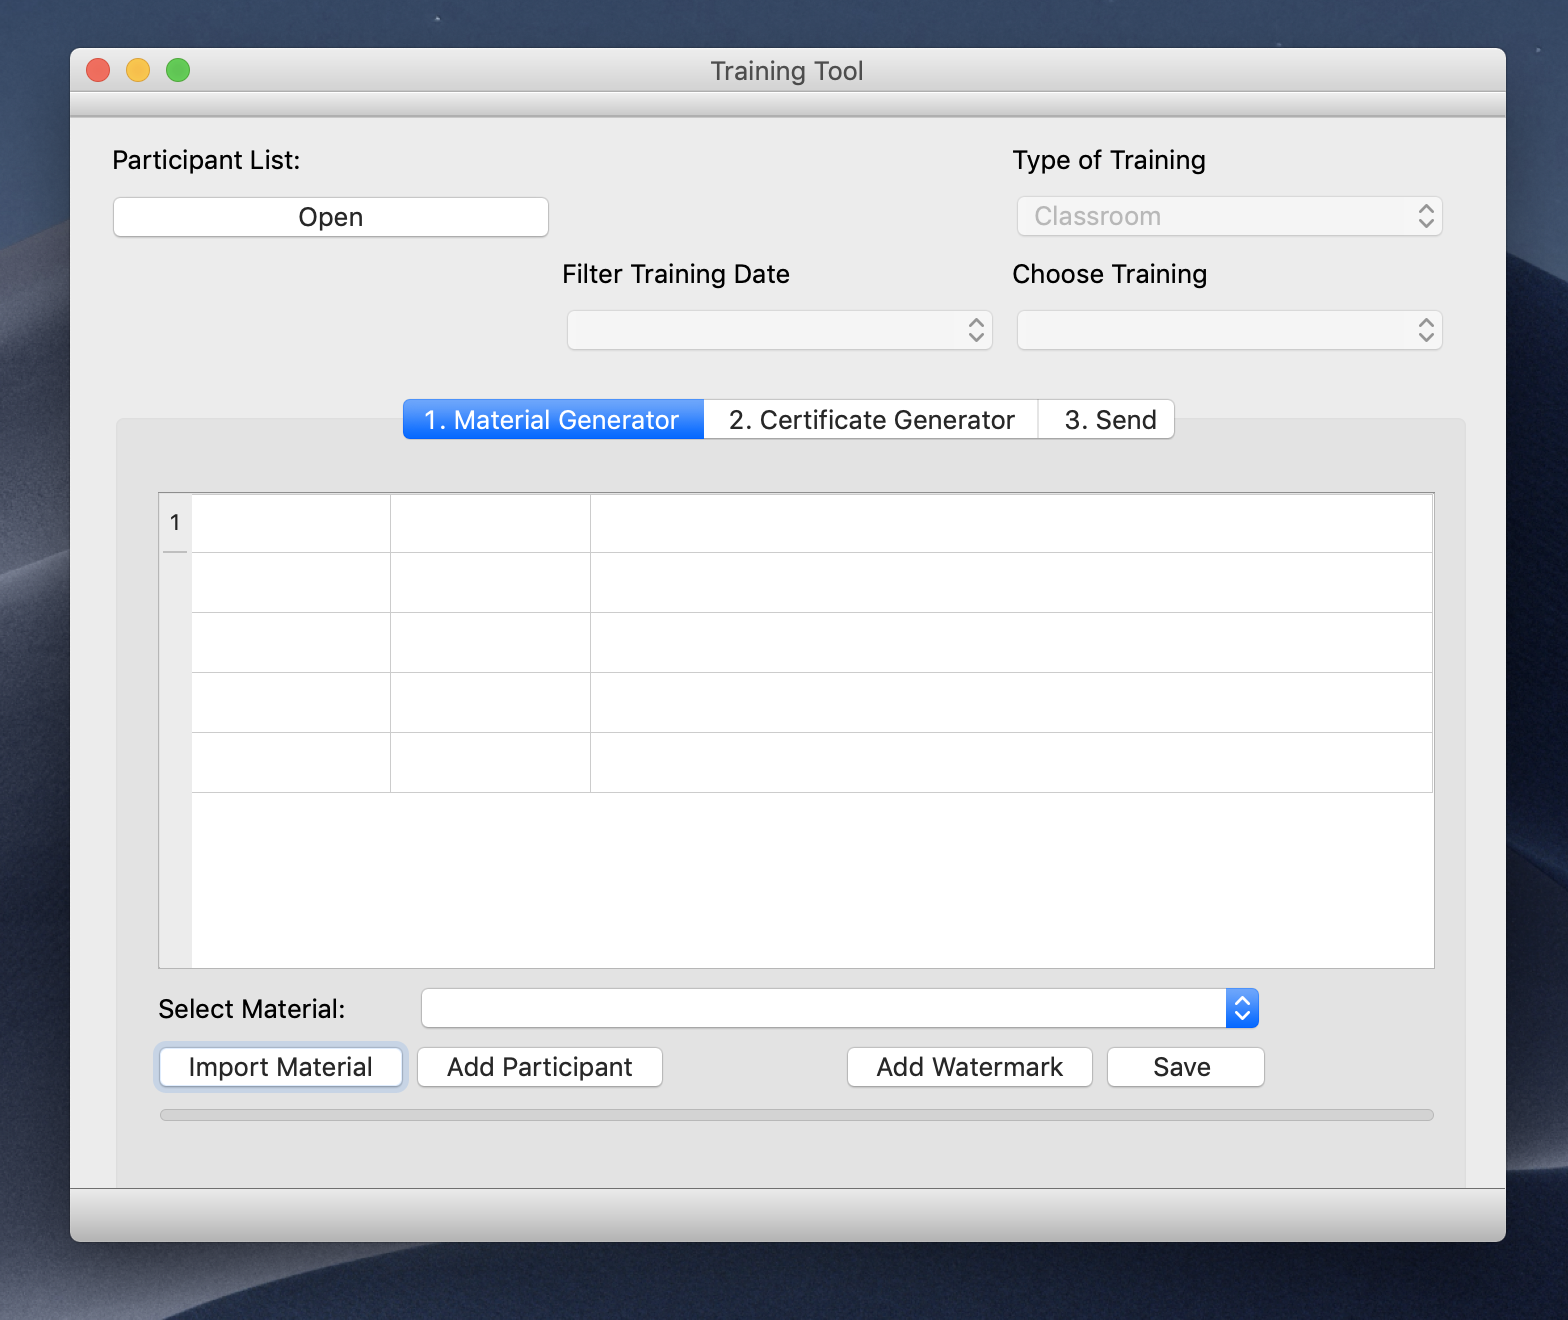 Training Tool
Participant List:
Type of Training
Open
Classroom
Filter Training Date
Choose Training
1. Material Generator
2. Certificate Generator
3. Send
1
Select Material:
Import Material
Add Participant
Add Watermark
Save